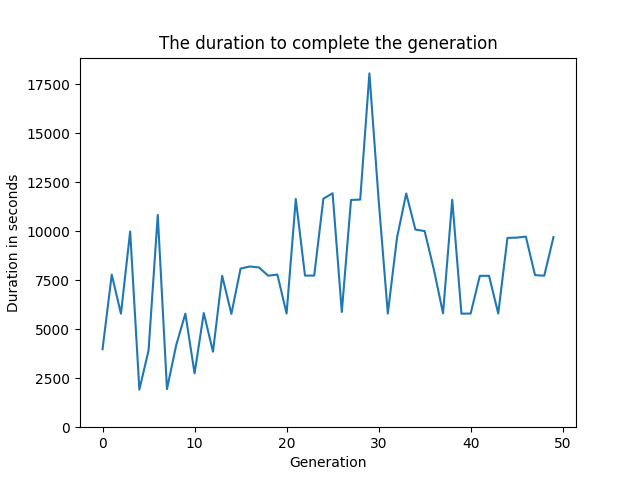 The duration to complete the generation
17500
15000
12500
10000
7500
5000
2500
0
Duration in seconds
0 10 20 30 40 50
Generation